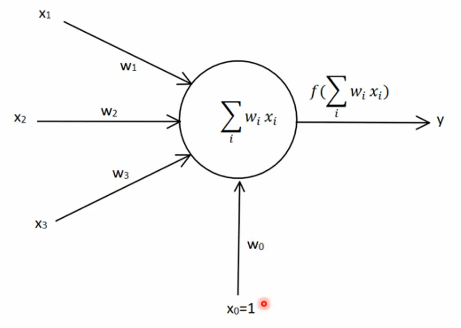 x1
w1
x2
w2
w3
x3
∑ wi xi
i
f(∑ wi xi)
i
y
w0
x0=1